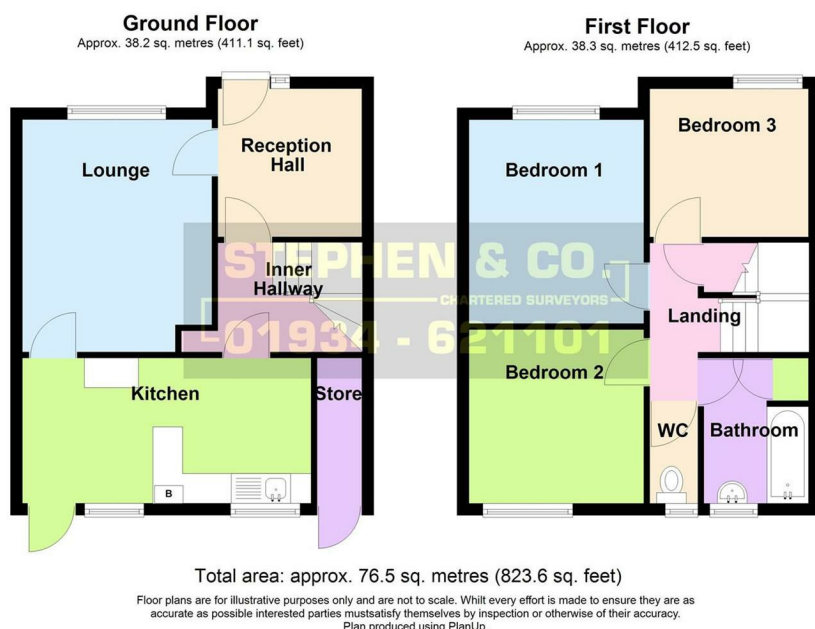 Ground Floor
Approx. 38.2 sq. metres (411.1 sq. feet)
Lounge
Reception
Hall
Inner
Hallway
Kitchen
Store
B
First Floor
Approx. 38.3 sq. metres (412.5 sq. feet)
Bedroom 1
Bedroom 3
Landing
Bedroom 2
WC
Bathroom
STEPHEN & CO.
CHARTERED SURVEYORS
01934 - 621101
Total area: approx. 76.5 sq. metres (823.6 sq. feet)
Floor plans are for illustrative purposes only and are not to scale. Whilt every effort is made to ensure they are as
accurate as possible interested parties mustsatisfy themselves by inspection or otherwise of their accuracy.
Plan produced using PlanUp.